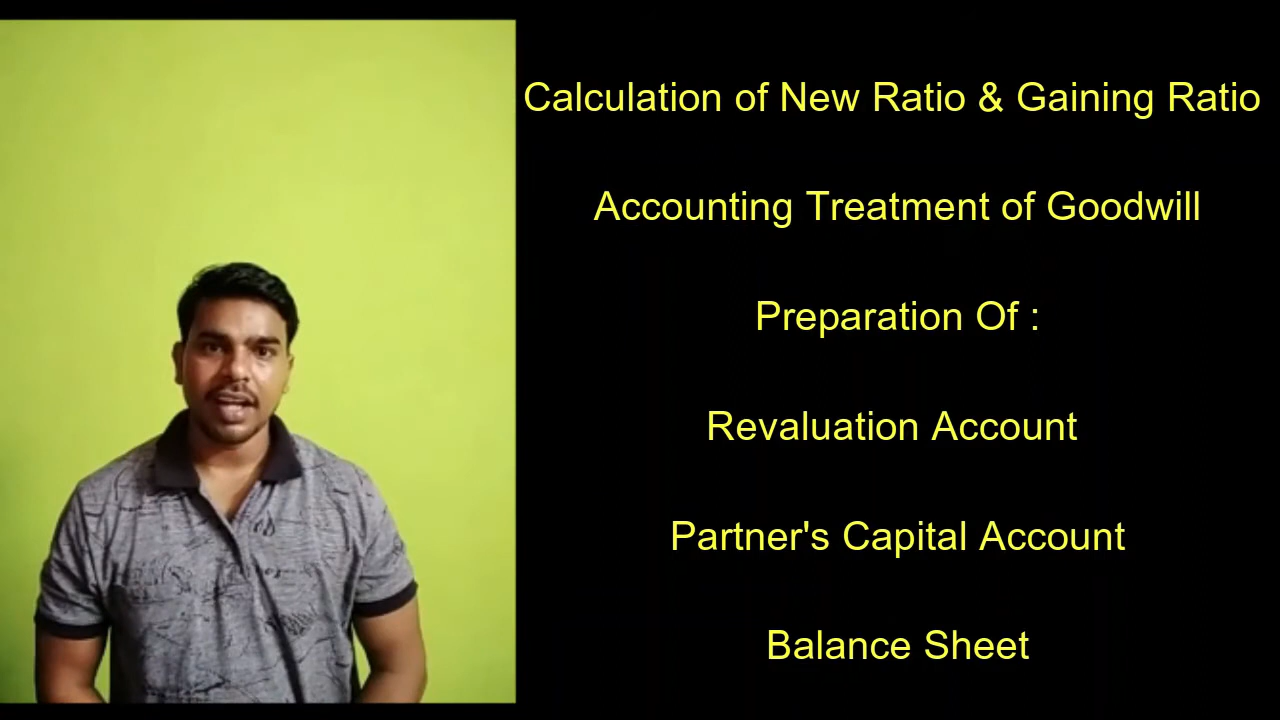 Calculation of New Ratio & Gaining Ratio
Accounting Treatment of Goodwill
Preparation Of :
Revaluation Account
Partner's Capital Account
Balance Sheet